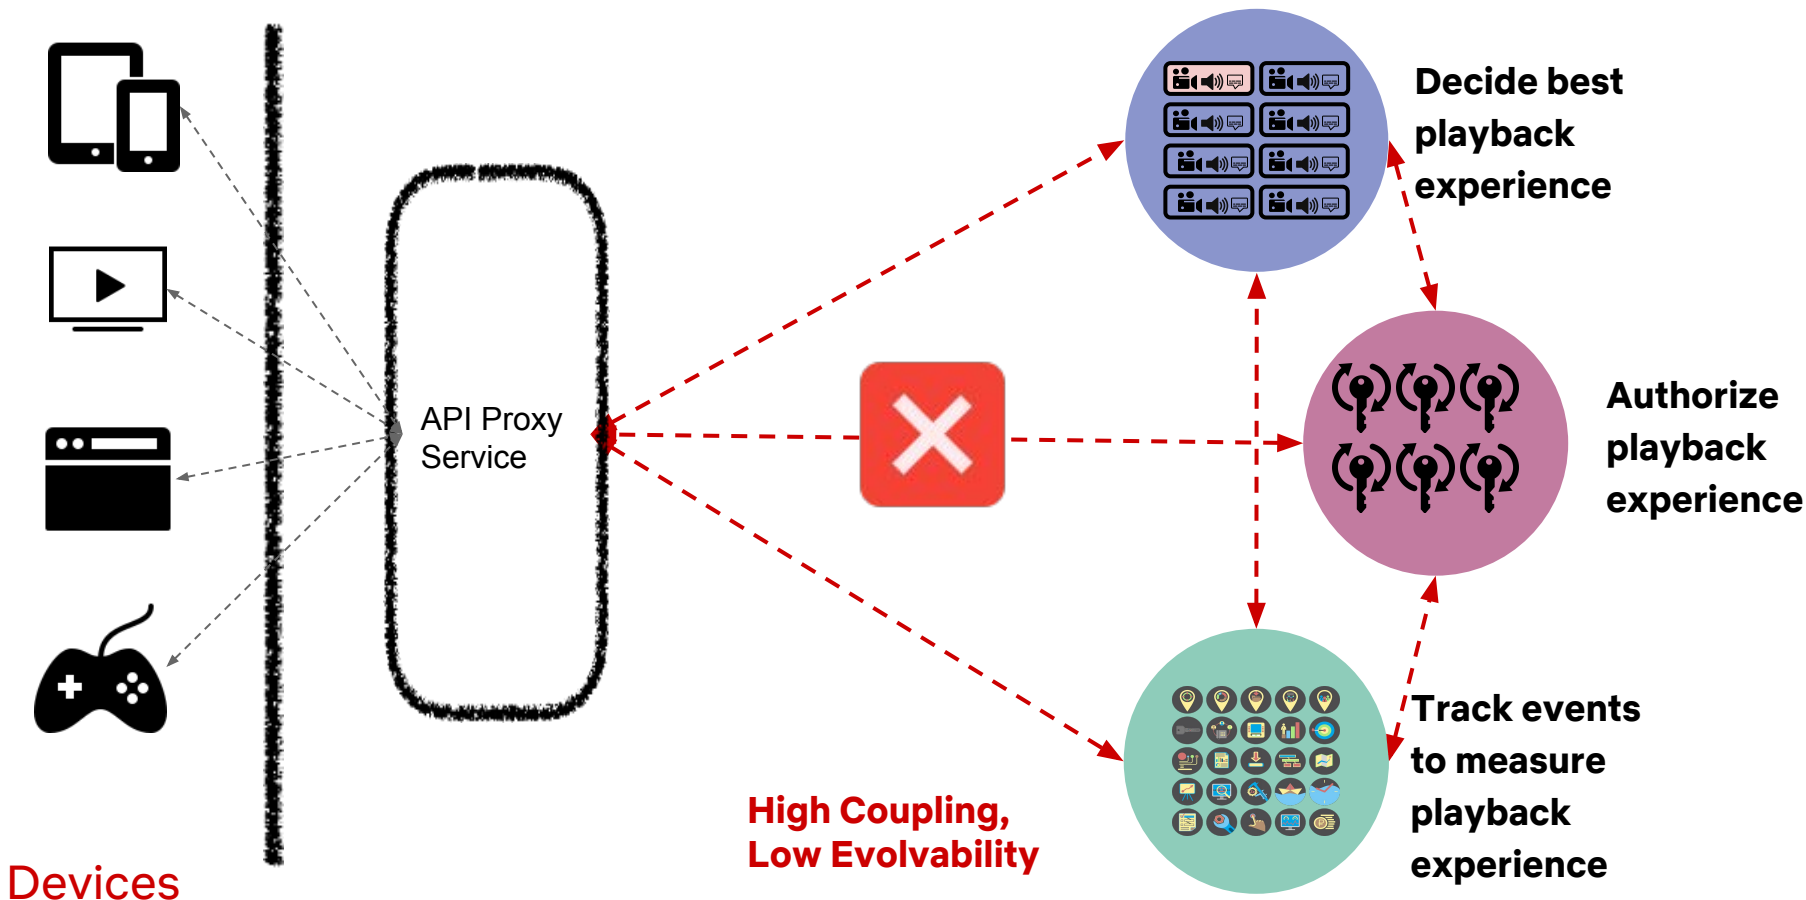 Decide best
playback
experience
API Proxy
Service
Authorize
playback
experience
Track events
to measure
playback
experience
High Coupling,
Low Evolvability
Devices